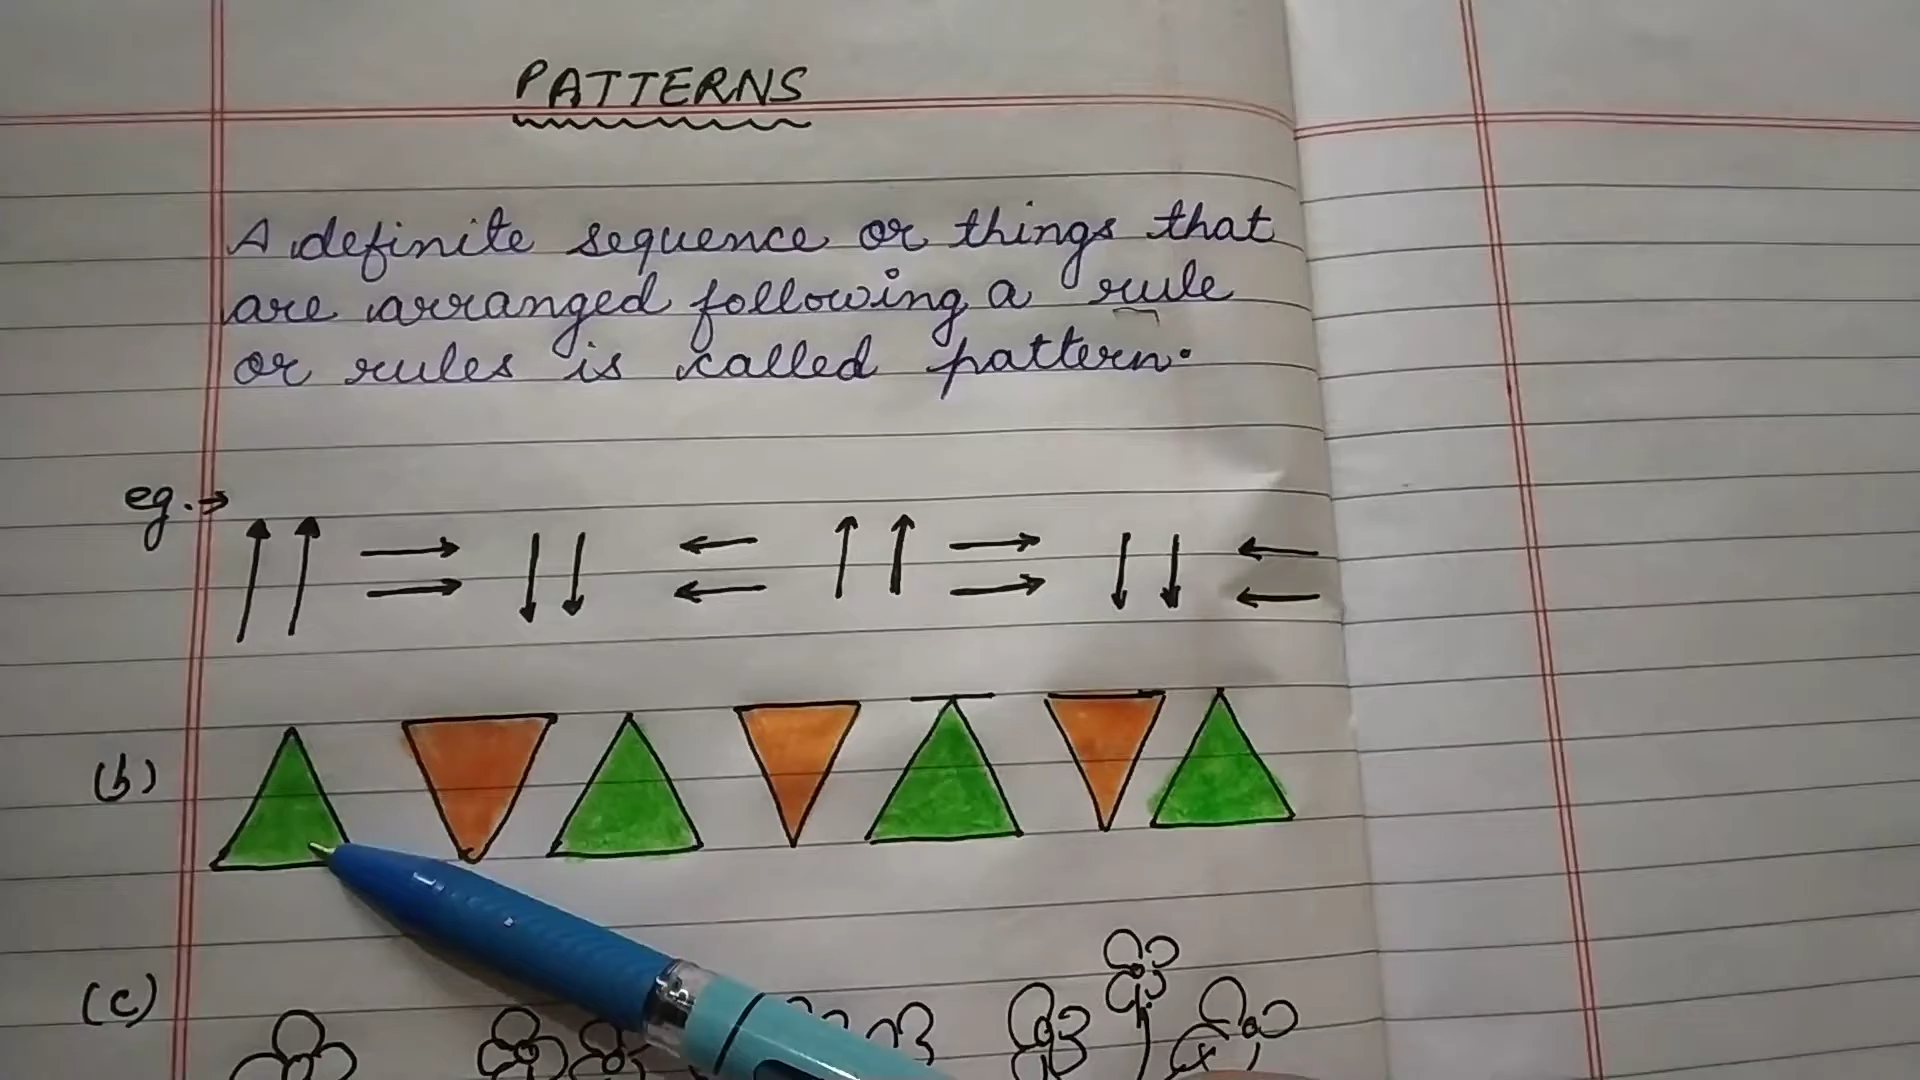 PATTERNS
A definite sequence or things that
are arranged following a rule
or rules is called pattern.
eg. →
(b)
(c)